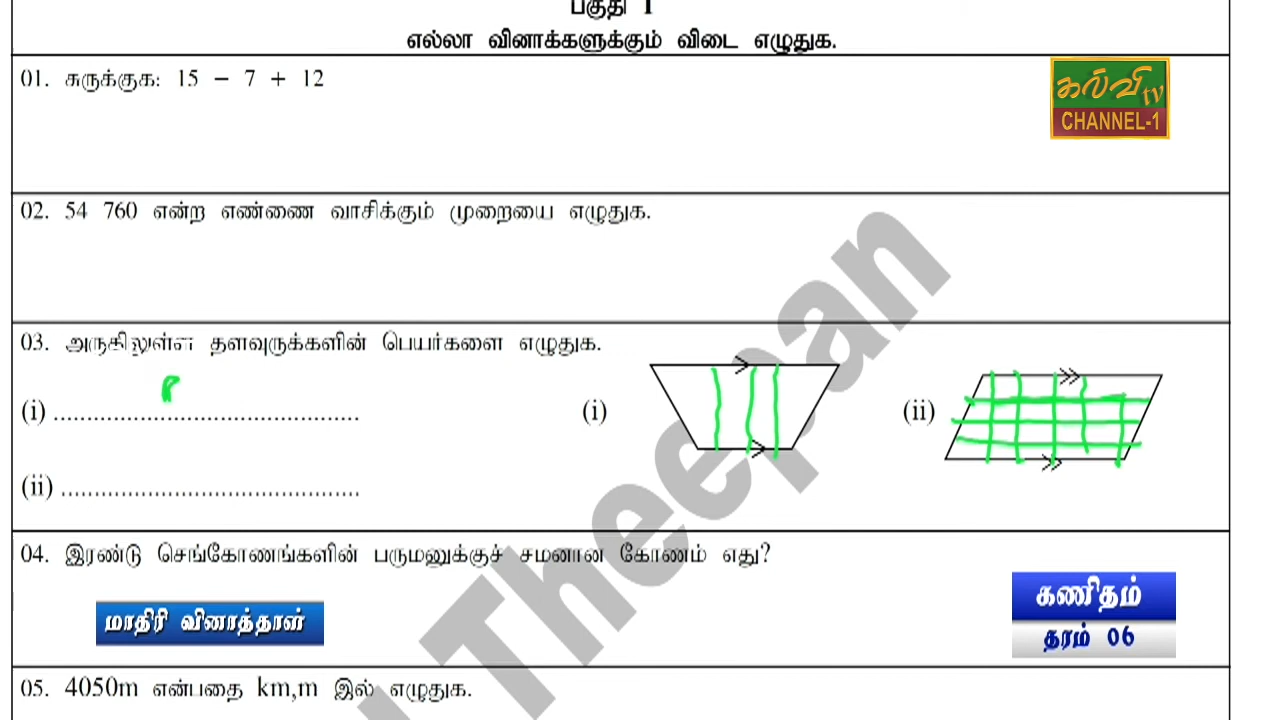 பகுதி I
எல்லா வினாக்களுக்கும் விடை எழுதுக.
01. சுருக்குக: 15 − 7 + 12
கல்வி tv
CHANNEL-1
02. 54 760 என்ற எண்ணை வாசிக்கும் முறையை எழுதுக.
03. அருகிலுள்ள தளவுருக்களின் பெயர்களை எழுதுக.
(i) ............................................. (i) (ii)
(ii) .............................................
Theepan
04. இரண்டு செங்கோணங்களின் பருமனுக்குச் சமனான கோணம் எது?
கணிதம்
மாதிரி வினாத்தாள்
தரம் 06
05. 4050m என்பதை km,m இல் எழுதுக.